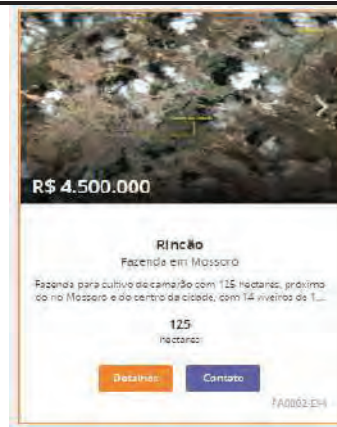 R$ 4.500.000
Rincão
Fazenda em Mossoró
Fazenda para cultivo de camarão com 125 hectares, próximo
do rio Mossoró e do centro da cidade, com 14 viveiros de 1...
125
hectares
Detalhes
Contato